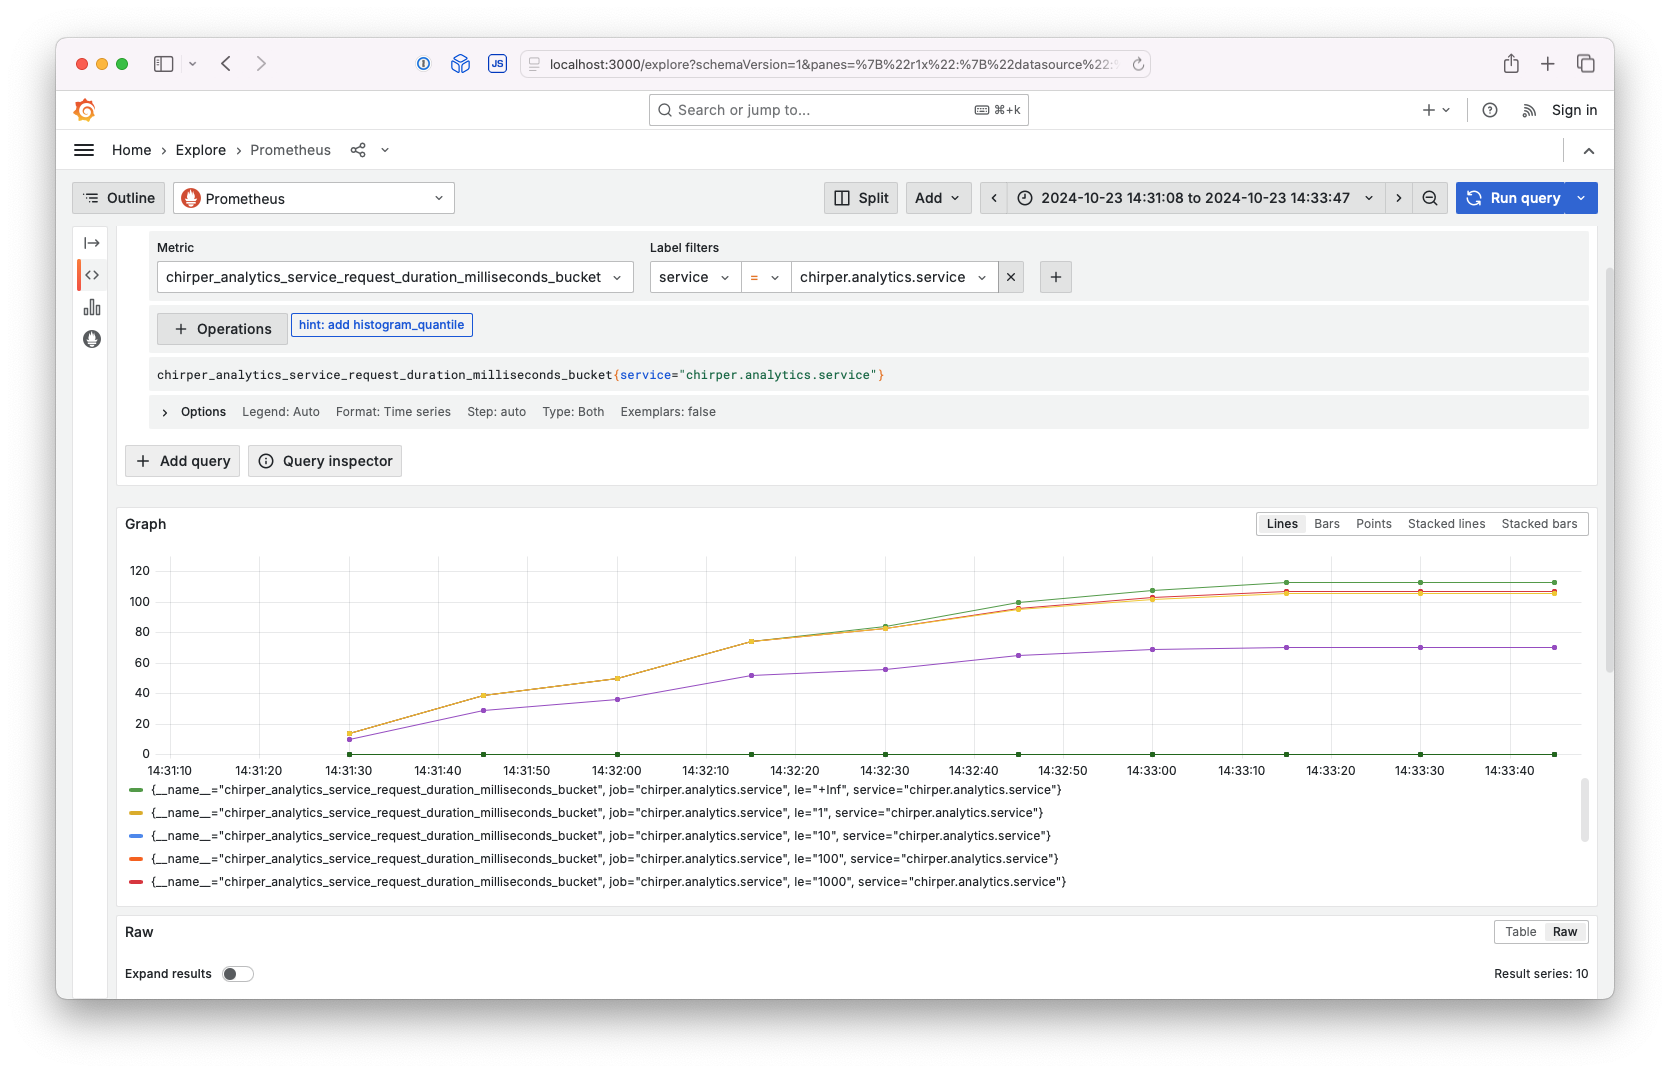 JS
localhost:3000/explore?schemaVersion=1&panes=%7B%22r1x%22:%7B%22datasource%22:
Search or jump to...
⌘+k
Sign in
Home › Explore › Prometheus
Outline
Prometheus
Split
Add
2024-10-23 14:31:08 to 2024-10-23 14:33:47
Run query
Metric
Label filters
chirper_analytics_service_request_duration_milliseconds_bucket
service
=
chirper.analytics.service
+ Operations
hint: add histogram_quantile
chirper_analytics_service_request_duration_milliseconds_bucket{service="chirper.analytics.service"}
Options Legend: Auto Format: Time series Step: auto Type: Both Exemplars: false
+ Add query
Query inspector
Graph
Lines Bars Points Stacked lines Stacked bars
120
100
80
60
40
20
0
14:31:10 14:31:20 14:31:30 14:31:40 14:31:50 14:32:00 14:32:10 14:32:20 14:32:30 14:32:40 14:32:50 14:33:00 14:33:10 14:33:20 14:33:30 14:33:40
{__name__="chirper_analytics_service_request_duration_milliseconds_bucket", job="chirper.analytics.service", le="+Inf", service="chirper.analytics.service"}
{__name__="chirper_analytics_service_request_duration_milliseconds_bucket", job="chirper.analytics.service", le="1", service="chirper.analytics.service"}
{__name__="chirper_analytics_service_request_duration_milliseconds_bucket", job="chirper.analytics.service", le="10", service="chirper.analytics.service"}
{__name__="chirper_analytics_service_request_duration_milliseconds_bucket", job="chirper.analytics.service", le="100", service="chirper.analytics.service"}
{__name__="chirper_analytics_service_request_duration_milliseconds_bucket", job="chirper.analytics.service", le="1000", service="chirper.analytics.service"}
Raw
Table Raw
Expand results
Result series: 10